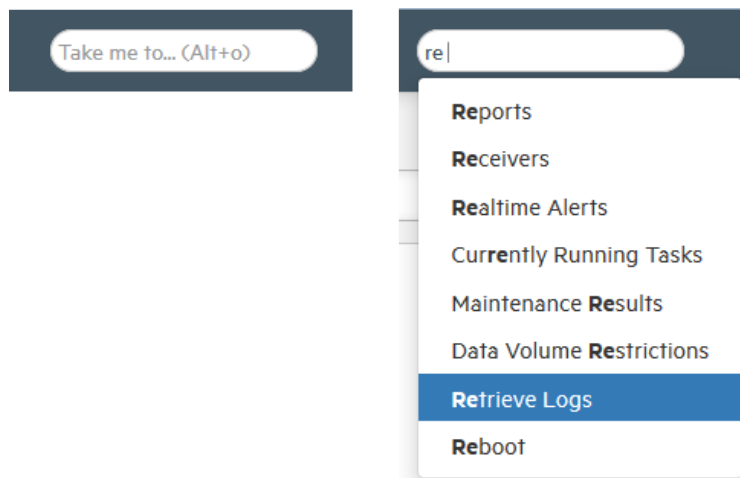 Take me to... (Alt+o)
re
Reports
Receivers
Realtime Alerts
Currently Running Tasks
Maintenance Results
Data Volume Restrictions
Retrieve Logs
Reboot